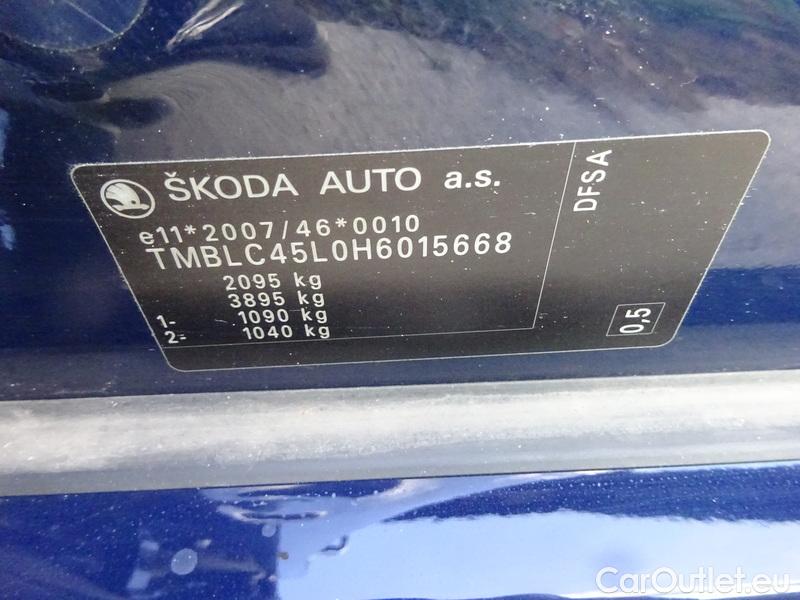 ŠKODA AUTO a.s.
e11*2007/46*0010
TMBLC45L0H6015668
2095 kg
3895 kg
1- 1090 kg
2- 1040 kg
DFSA
0,5
CarOutlet.eu